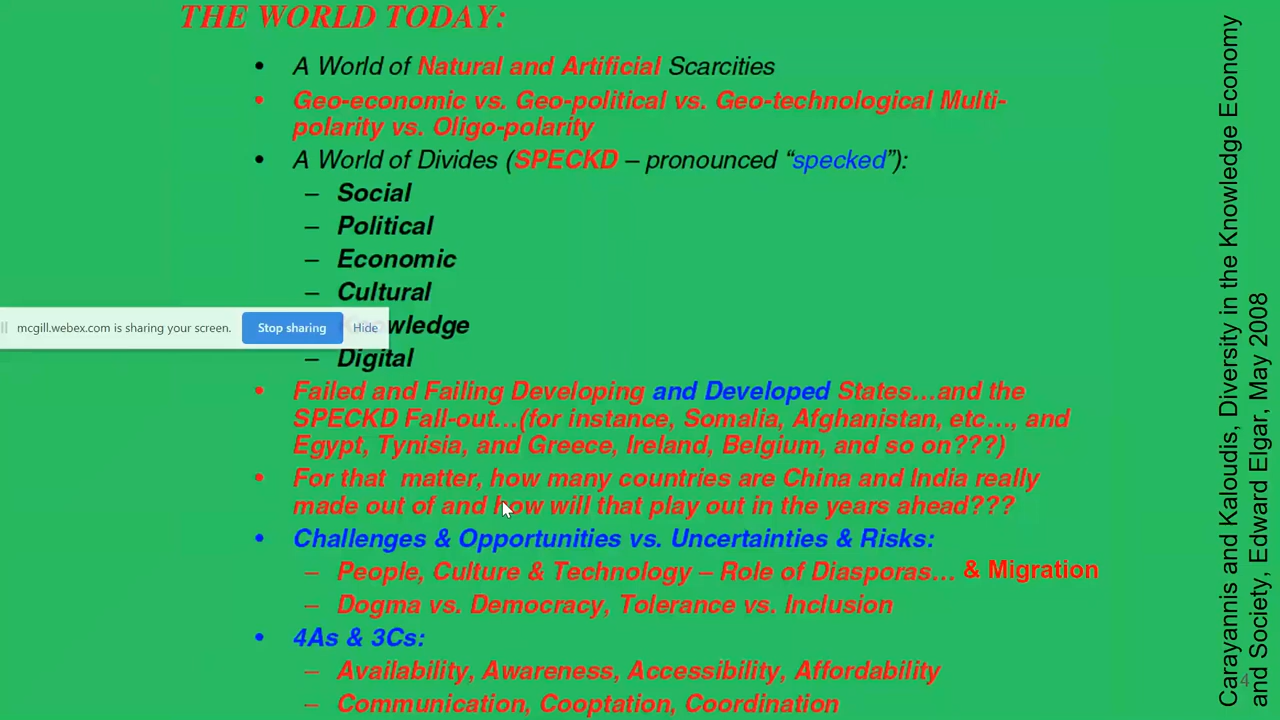 THE WORLD TODAY:
• A World of Natural and Artificial Scarcities
• Geo-economic vs. Geo-political vs. Geo-technological Multi-
polarity vs. Oligo-polarity
• A World of Divides (SPECKD – pronounced “specked”):
– Social
– Political
– Economic
– Cultural
mcgill.webex.com is sharing your screen. Stop sharing Hide
wledge
– Digital
• Failed and Failing Developing and Developed States…and the
SPECKD Fall-out…(for instance, Somalia, Afghanistan, etc…, and
Egypt, Tynisia, and Greece, Ireland, Belgium, and so on???)
• For that matter, how many countries are China and India really
made out of and how will that play out in the years ahead???
• Challenges & Opportunities vs. Uncertainties & Risks:
– People, Culture & Technology – Role of Diasporas… & Migration
– Dogma vs. Democracy, Tolerance vs. Inclusion
• 4As & 3Cs:
– Availability, Awareness, Accessibility, Affordability
– Communication, Cooptation, Coordination
Carayannis and Kaloudis, Diversity in the Knowledge Economy
and Society, Edward Elgar, May 2008
4